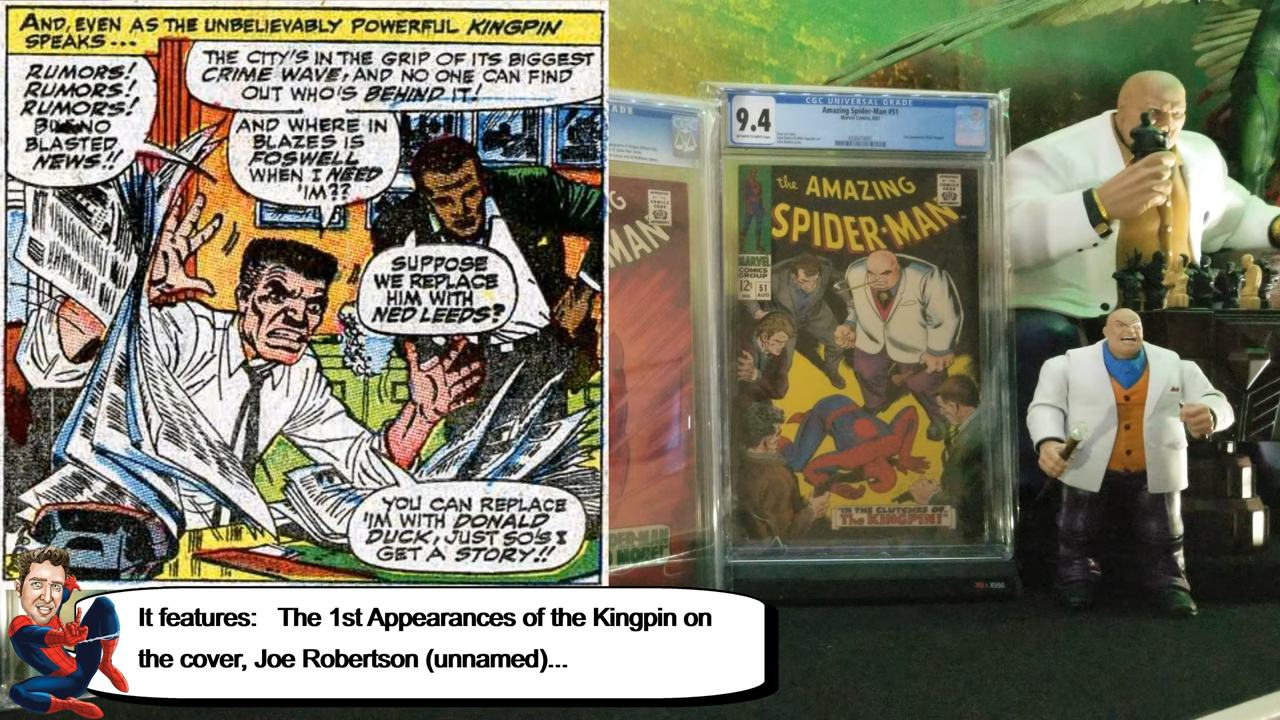 AND, EVEN AS THE UNBELIEVABLY POWERFUL KINGPIN
SPEAKS...
RUMORS!
RUMORS!
RUMORS!
BUT NO
BLASTED
NEWS.!!
THE CITY'S IN THE GRIP OF ITS BIGGEST
CRIME WAVE, AND NO ONE CAN FIND
OUT WHO'S BEHIND IT!
AND WHERE IN
BLAZES IS
FOSWELL
WHEN I NEED
'IM??
SUPPOSE
WE REPLACE
HIM WITH
NED LEEDS?
YOU CAN REPLACE
'IM WITH DONALD
DUCK, JUST SO'S I
GET A STORY.!!
CGC UNIVERSAL GRADE
9.4
Amazing Spider-Man #51
Marvel Comics, 8/67
the AMAZING
SPIDER-MAN
MARVEL
COMICS
GROUP
12¢
51
AUG
"IN THE CLUTCHES OF...
The KINGPIN!"
MAN
It features: The 1st Appearances of the Kingpin on
the cover, Joe Robertson (unnamed)...